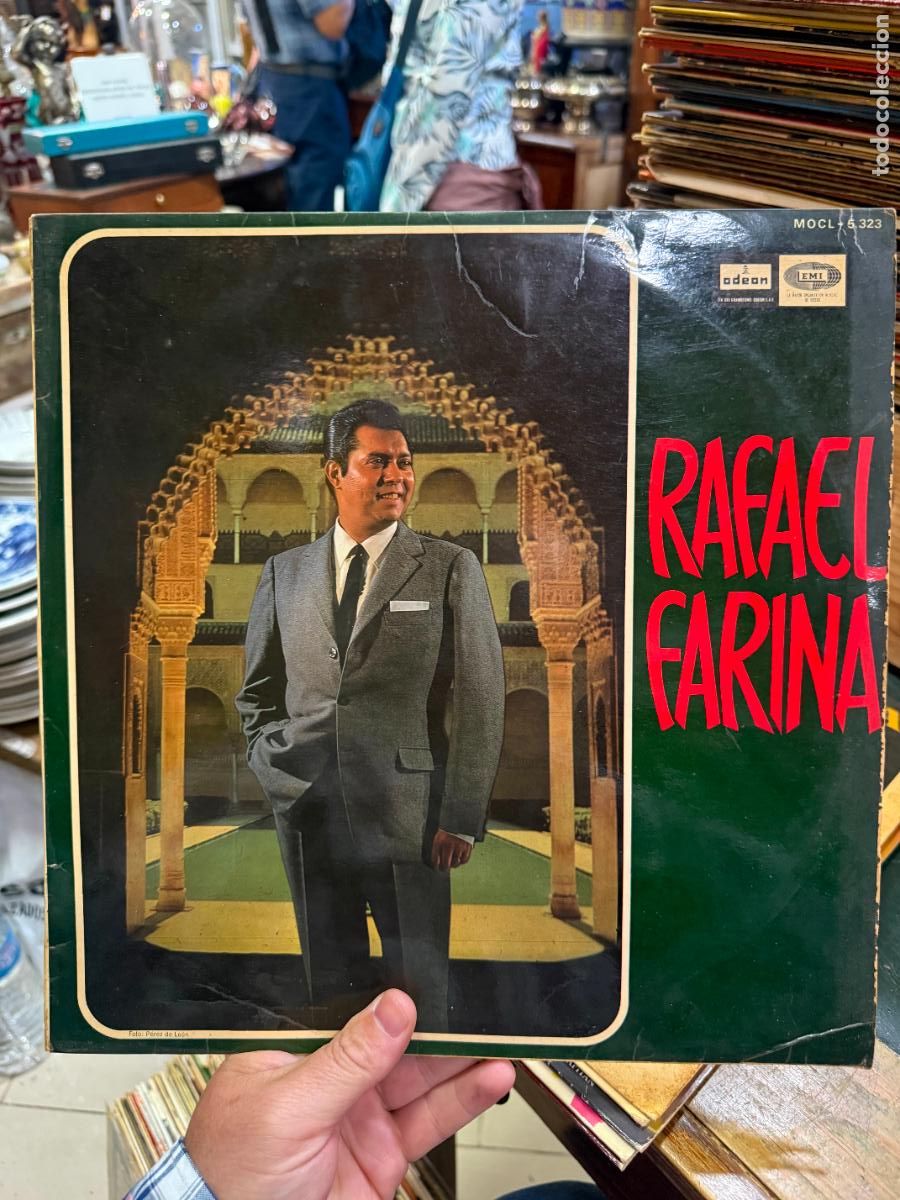 MOCL - 5.323
odeon
EMI
RAFAEL
FARINA
Foto: Pérez de León
todocoleccion